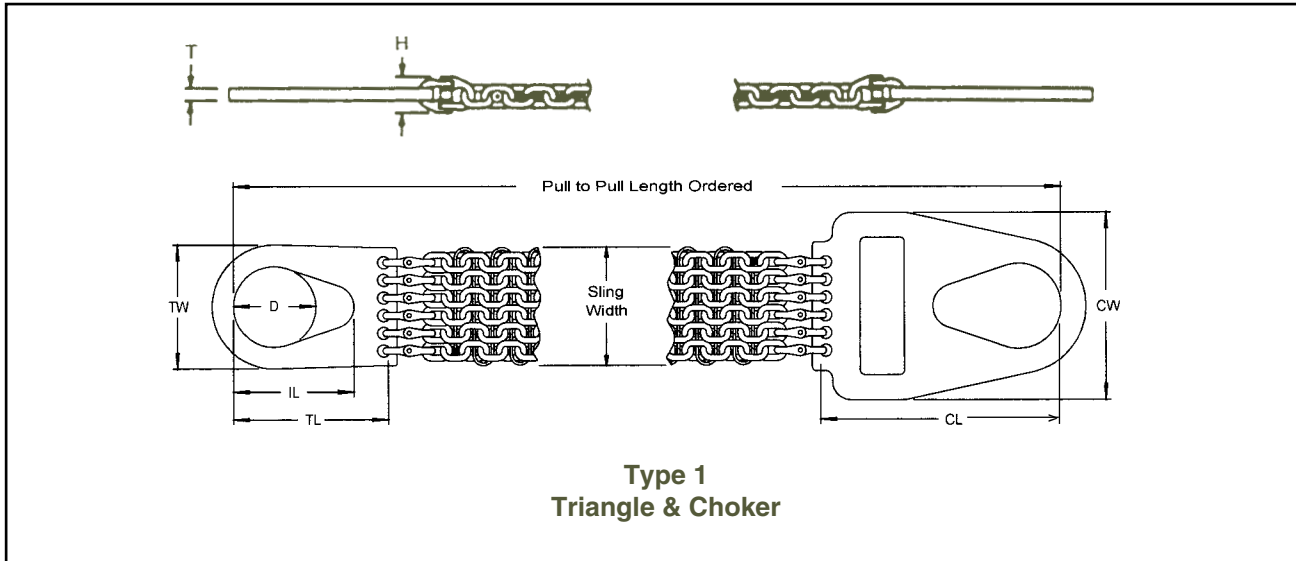 T
H
Pull to Pull Length Ordered
TW
D
Sling
Width
CW
IL
TL
CL
Type 1
Triangle & Choker